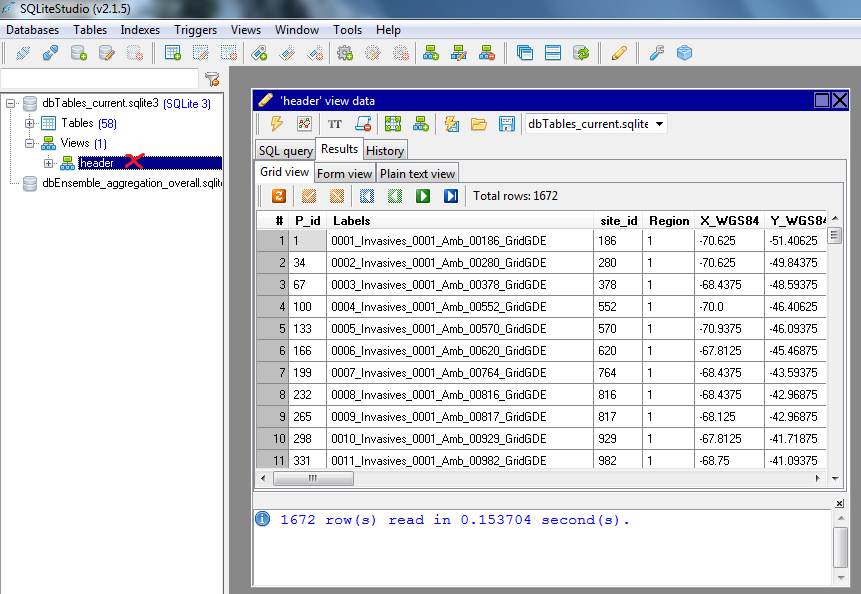 SQLiteStudio (v2.1.5)
Databases Tables Indexes Triggers Views Window Tools Help
dbTables_current.sqlite3 (SQLite 3)
Tables (58)
Views (1)
header
dbEnsemble_aggregation_overall.sqlit
'header' view data
TT dbTables_current.sqlite
SQL query Results History
Grid view Form view Plain text view
Total rows: 1672
# P_id Labels site_id Region X_WGS84 Y_WGS84
1 1 0001_Invasives_0001_Amb_00186_GridGDE 186 1 -70.625 -51.40625
2 34 0002_Invasives_0001_Amb_00280_GridGDE 280 1 -70.625 -49.84375
3 67 0003_Invasives_0001_Amb_00378_GridGDE 378 1 -68.4375 -48.59375
4 100 0004_Invasives_0001_Amb_00552_GridGDE 552 1 -70.0 -46.40625
5 133 0005_Invasives_0001_Amb_00570_GridGDE 570 1 -70.9375 -46.09375
6 166 0006_Invasives_0001_Amb_00620_GridGDE 620 1 -67.8125 -45.46875
7 199 0007_Invasives_0001_Amb_00764_GridGDE 764 1 -68.4375 -43.59375
8 232 0008_Invasives_0001_Amb_00816_GridGDE 816 1 -68.4375 -42.96875
9 265 0009_Invasives_0001_Amb_00817_GridGDE 817 1 -68.125 -42.96875
10 298 0010_Invasives_0001_Amb_00929_GridGDE 929 1 -67.8125 -41.71875
11 331 0011_Invasives_0001_Amb_00982_GridGDE 982 1 -68.75 -41.09375
1672 row(s) read in 0.153704 second(s).